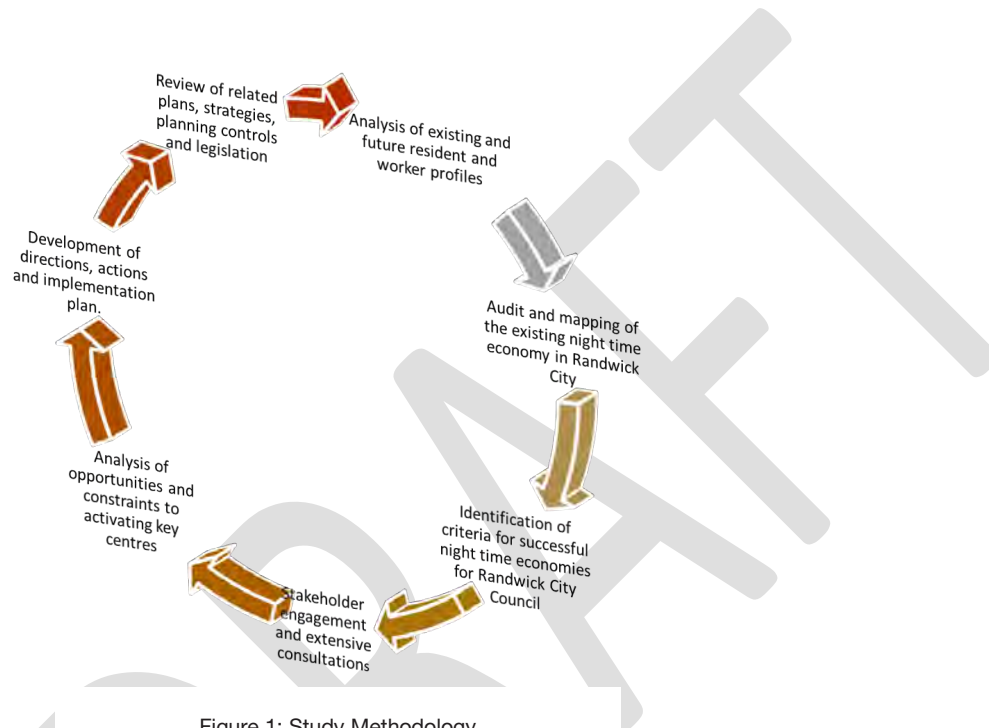 Review of related
plans, strategies,
planning controls
and legislation
Analysis of existing and
future resident and
worker profiles
Audit and mapping of
the existing night time
economy in Randwick
City
Identification of
criteria for successful
night time economies
for Randwick City
Council
Stakeholder
engagement
and extensive
consultations
Analysis of
opportunities and
constraints to
activating key
centres
Development of
directions, actions
and implementation
plan.
Figure 1: Study Methodology
DRAFT